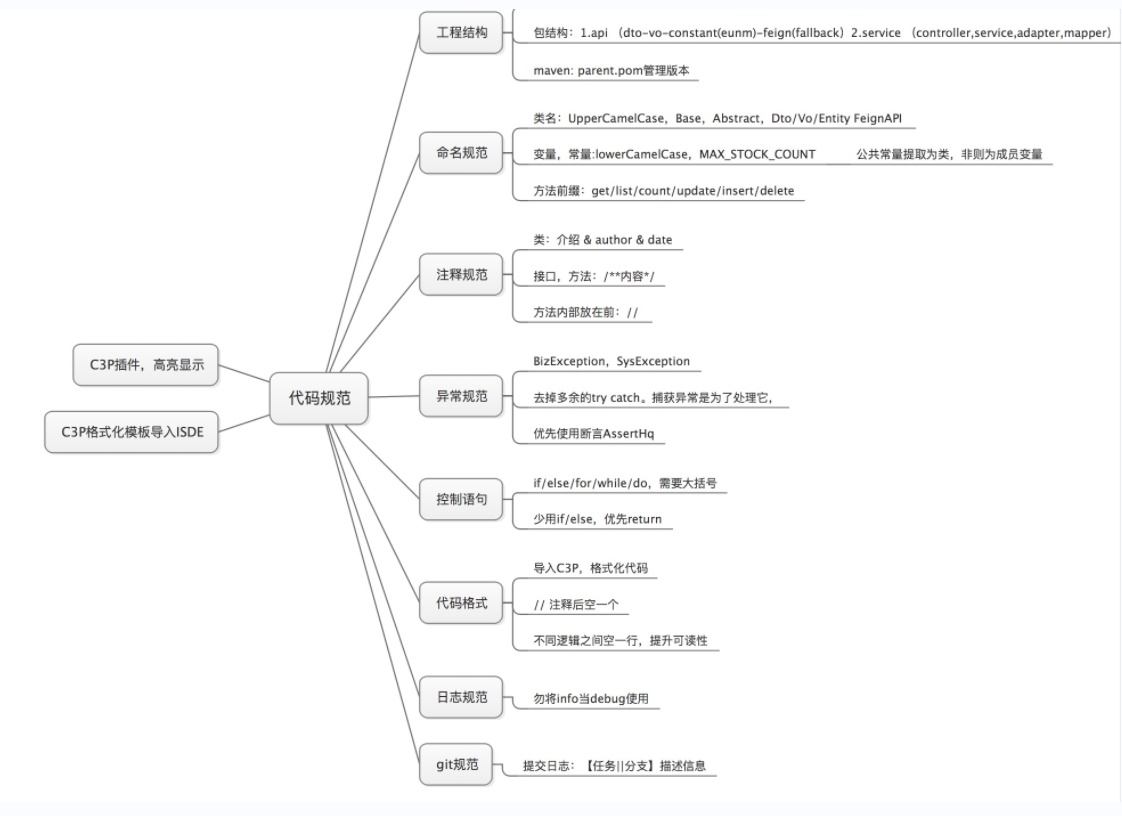 工程结构
包结构：1.api （dto-vo-constant(eunm)-feign(fallback）2.service （controller,service,adapter,mapper）
maven: parent.pom管理版本
命名规范
类名：UpperCamelCase，Base，Abstract，Dto/Vo/Entity FeignAPI
变量，常量:lowerCamelCase，MAX_STOCK_COUNT 公共常量提取为类，非则为成员变量
方法前缀：get/list/count/update/insert/delete
注释规范
类：介绍 & author & date
接口，方法：/**内容*/
方法内部放在前：//
C3P插件，高亮显示
C3P格式化模板导入ISDE
代码规范
异常规范
BizException，SysException
去掉多余的try catch。捕获异常是为了处理它，
优先使用断言AssertHq
控制语句
if/else/for/while/do，需要大括号
少用if/else，优先return
代码格式
导入C3P，格式化代码
// 注释后空一个
不同逻辑之间空一行，提升可读性
日志规范
勿将info当debug使用
git规范
提交日志：【任务||分支】描述信息